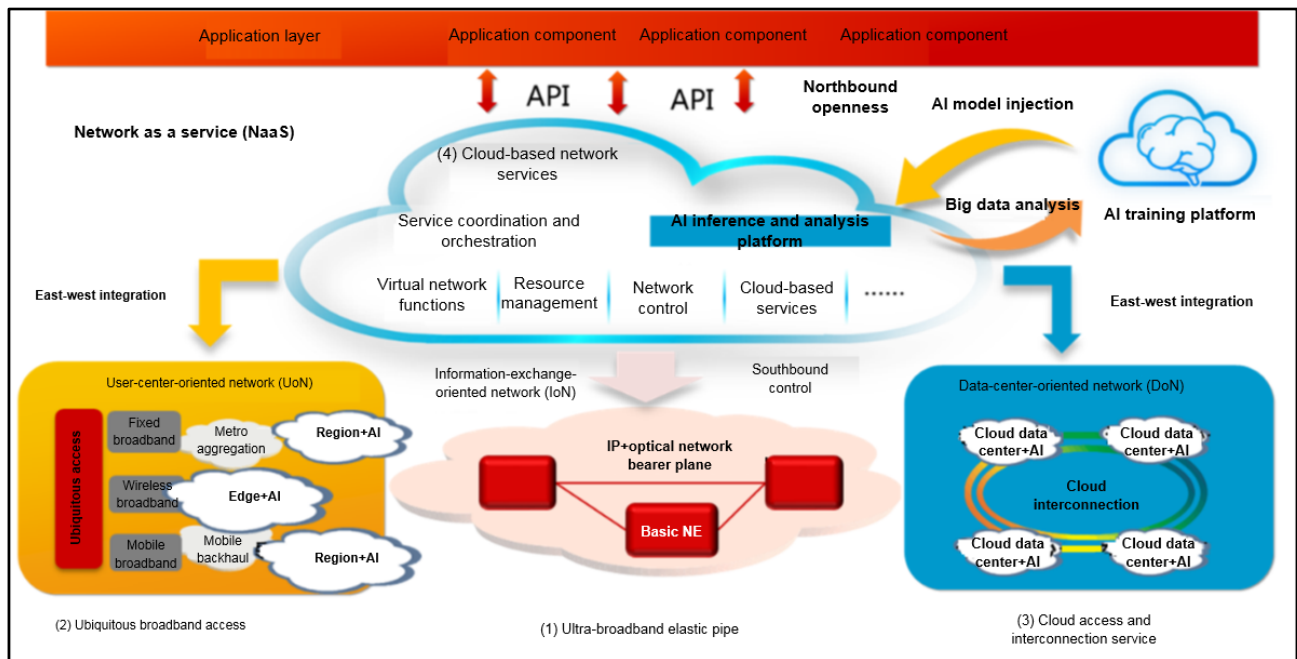 Application layer
Application component
Application component
Application component
API
API
Northbound
openness
AI model injection
Network as a service (NaaS)
(4) Cloud-based network
services
Big data analysis
AI training platform
Service coordination and
orchestration
AI inference and analysis
platform
Virtual network
functions
Resource
management
Network
control
Cloud-based
services
......
East-west integration
East-west integration
Information-exchange-
oriented network (IoN)
Southbound
control
User-center-oriented network (UoN)
Ubiquitous access
Fixed
broadband
Metro
aggregation
Region+AI
Wireless
broadband
Edge+AI
Mobile
broadband
Mobile
backhaul
Region+AI
IP+optical network
bearer plane
Basic NE
Data-center-oriented network (DoN)
Cloud data
center+AI
Cloud data
center+AI
Cloud
interconnection
Cloud data
center+AI
Cloud data
center+AI
(2) Ubiquitous broadband access
(1) Ultra-broadband elastic pipe
(3) Cloud access and
interconnection service